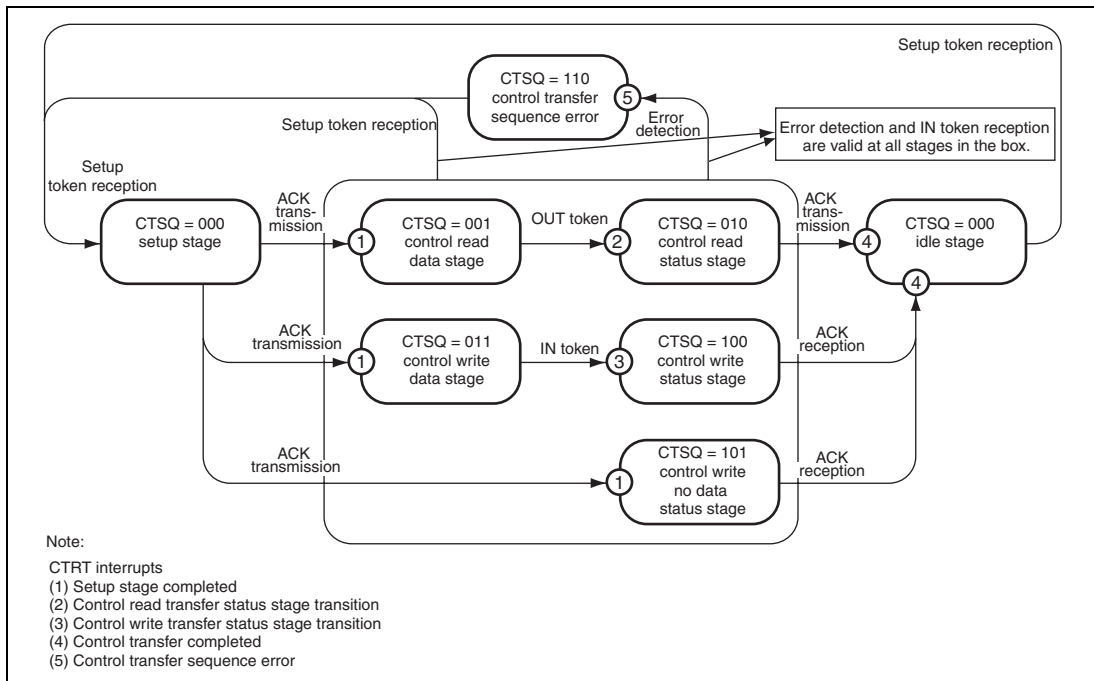 Setup token reception
CTSQ = 110
control transfer
sequence error
5
Setup token reception
Error
detection
Error detection and IN token reception
are valid at all stages in the box.
Setup
token reception
CTSQ = 000
setup stage
ACK
trans-
mission
1
CTSQ = 001
control read
data stage
OUT token
2
CTSQ = 010
control read
status stage
ACK
trans-
mission
4
CTSQ = 000
idle stage
4
ACK
transmission
1
CTSQ = 011
control write
data stage
IN token
3
CTSQ = 100
control write
status stage
ACK
reception
ACK
transmission
1
CTSQ = 101
control write
no data
status stage
ACK
reception
Note:
CTRT interrupts
(1) Setup stage completed
(2) Control read transfer status stage transition
(3) Control write transfer status stage transition
(4) Control transfer completed
(5) Control transfer sequence error